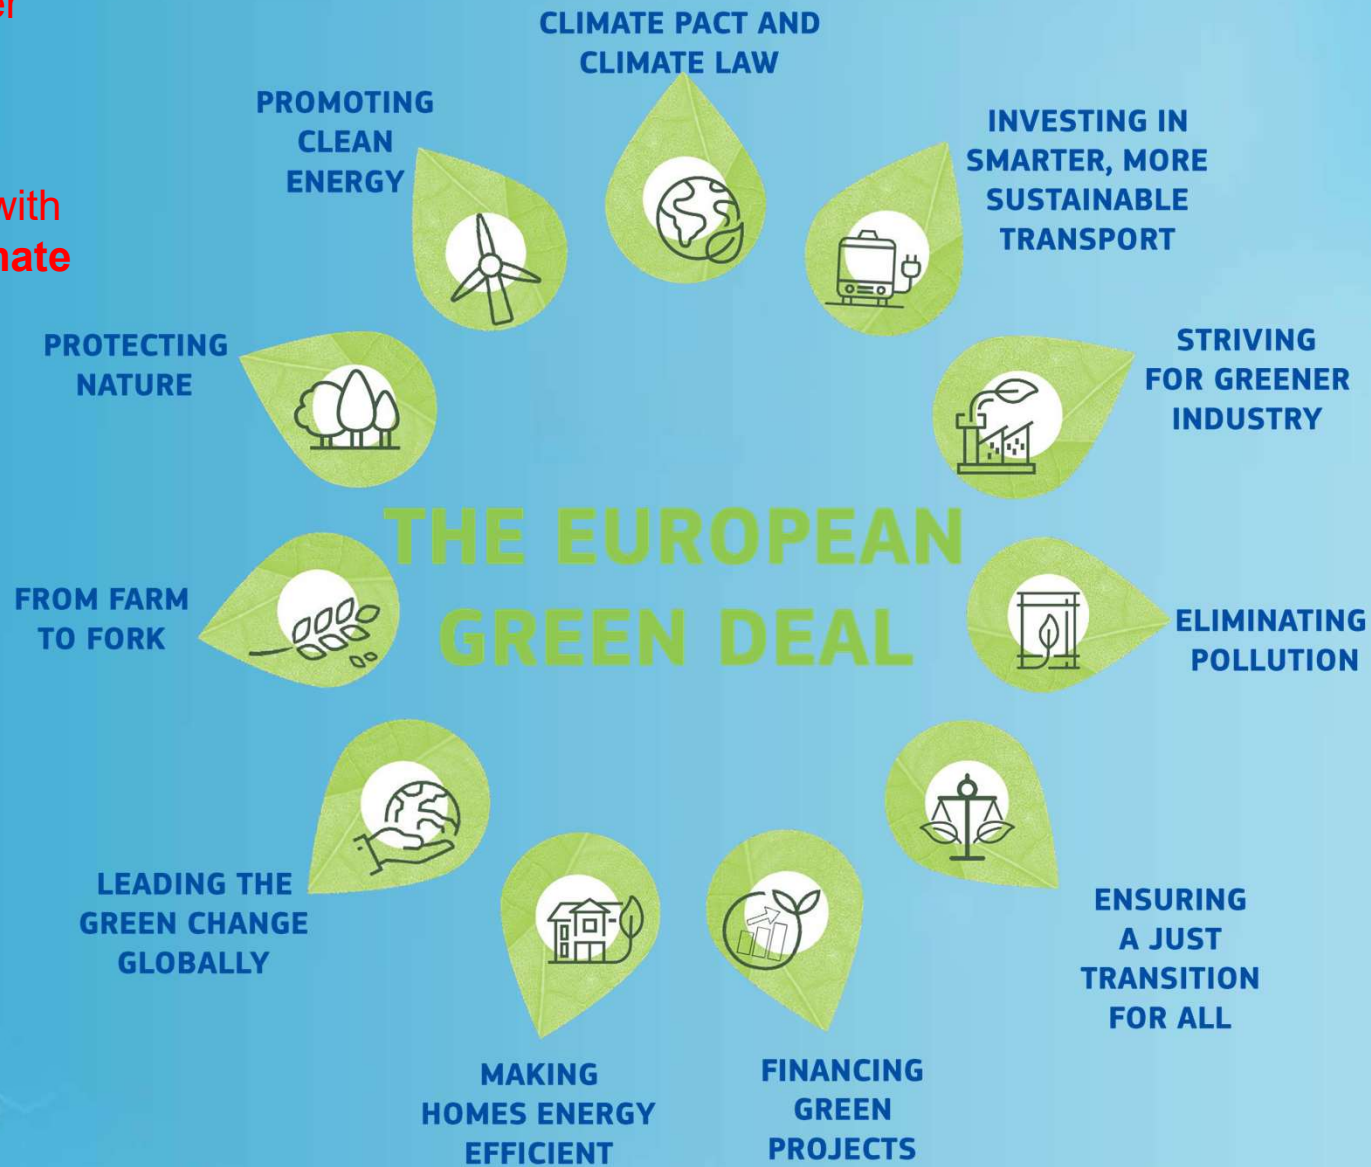 er
with
nate
CLIMATE PACT AND
CLIMATE LAW
INVESTING IN
SMARTER, MORE
SUSTAINABLE
TRANSPORT
STRIVING
FOR GREENER
INDUSTRY
ELIMINATING
POLLUTION
ENSURING
A JUST
TRANSITION
FOR ALL
FINANCING
GREEN
PROJECTS
MAKING
HOMES ENERGY
EFFICIENT
LEADING THE
GREEN CHANGE
GLOBALLY
FROM FARM
TO FORK
PROTECTING
NATURE
PROMOTING
CLEAN
ENERGY
THE EUROPEAN
GREEN DEAL